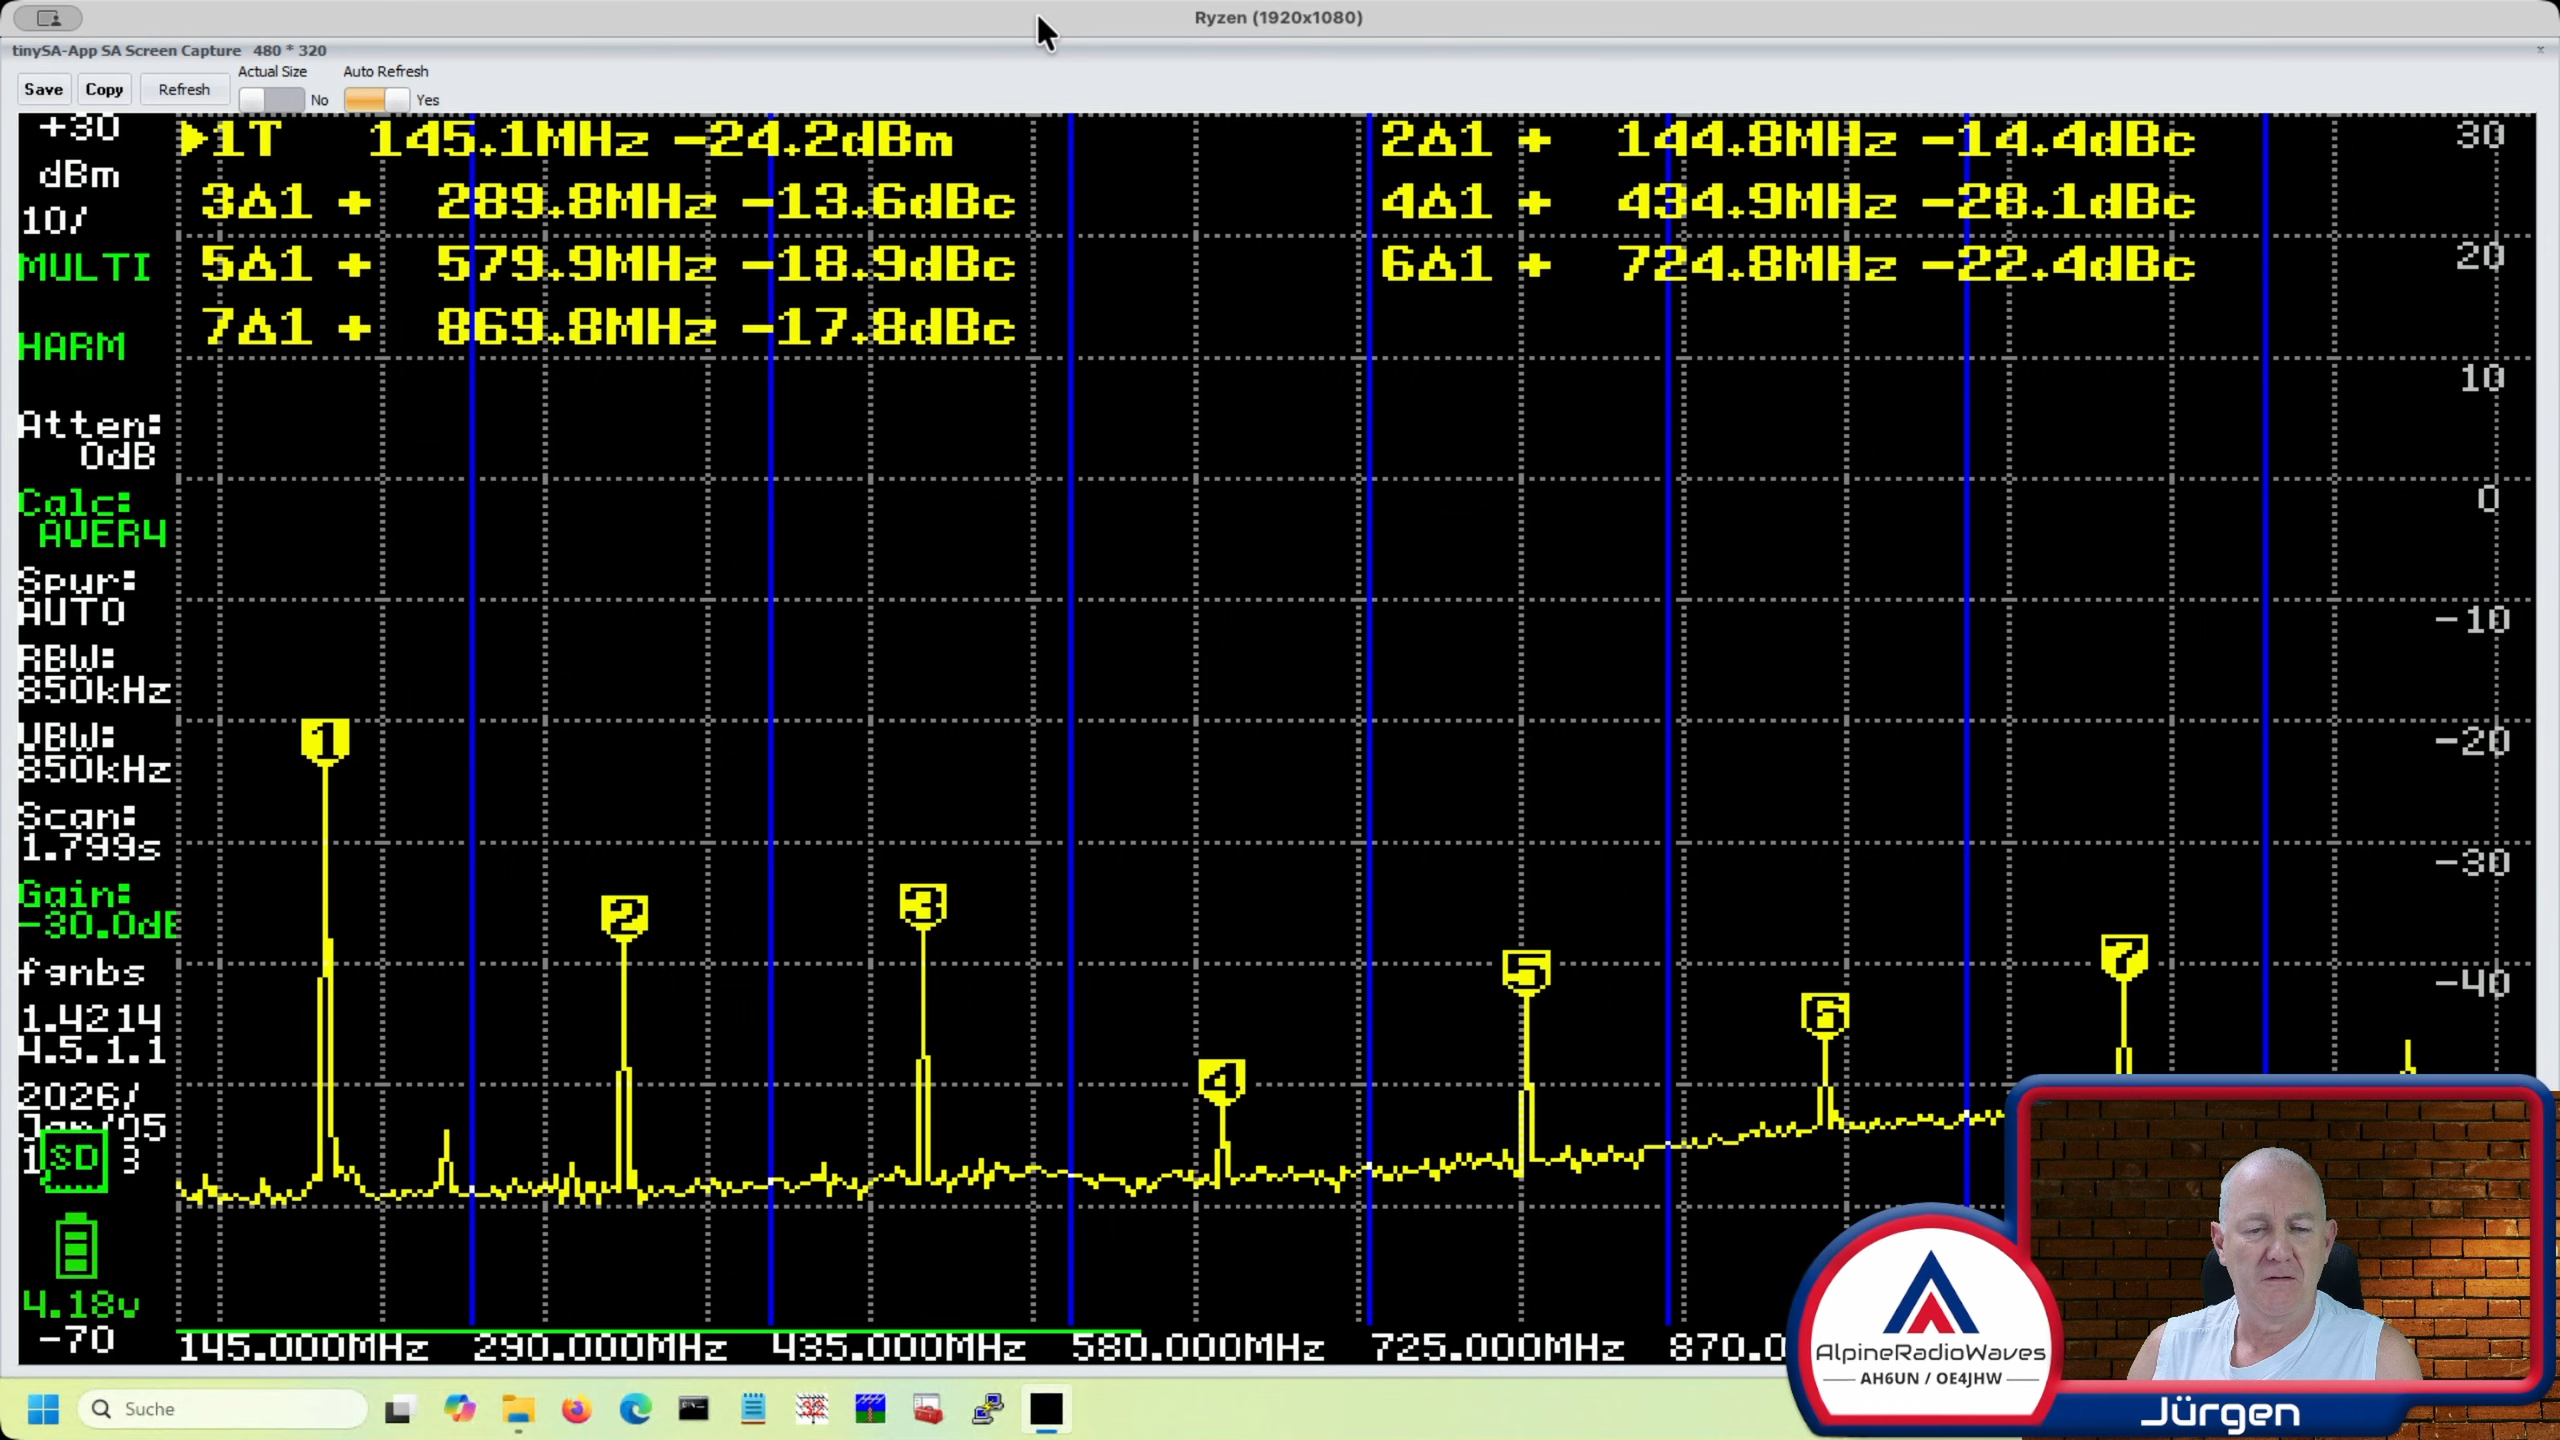 Ryzen (1920x1080)
tinySA-App SA Screen Capture 480 * 320
Actual Size
Auto Refresh
Save
Copy
Refresh
No
Yes
+30
dBm
10/
MULTI
HARM
Atten:
0dB
Calc:
AVER4
Spur:
AUTO
RBW:
850kHz
VBW:
850kHz
Scan:
1.799s
Gain:
-30.0dB
fgnbs
1.4214
4.5.1.1
2026/
Jan/05
SD
4.18v
-70
1T 145.1MHz -24.2dBm
2Δ1 + 144.8MHz -14.4dBc
3Δ1 + 289.8MHz -13.6dBc
4Δ1 + 434.9MHz -28.1dBc
5Δ1 + 579.9MHz -18.9dBc
6Δ1 + 724.8MHz -22.4dBc
7Δ1 + 869.8MHz -17.8dBc
30
20
10
0
-10
-20
-30
-40
1
2
3
4
5
6
7
145.000MHz 290.000MHz 435.000MHz 580.000MHz 725.000MHz 870.0
AlpineRadioWaves
AH6UN / OE4JHW
Jürgen
Suche